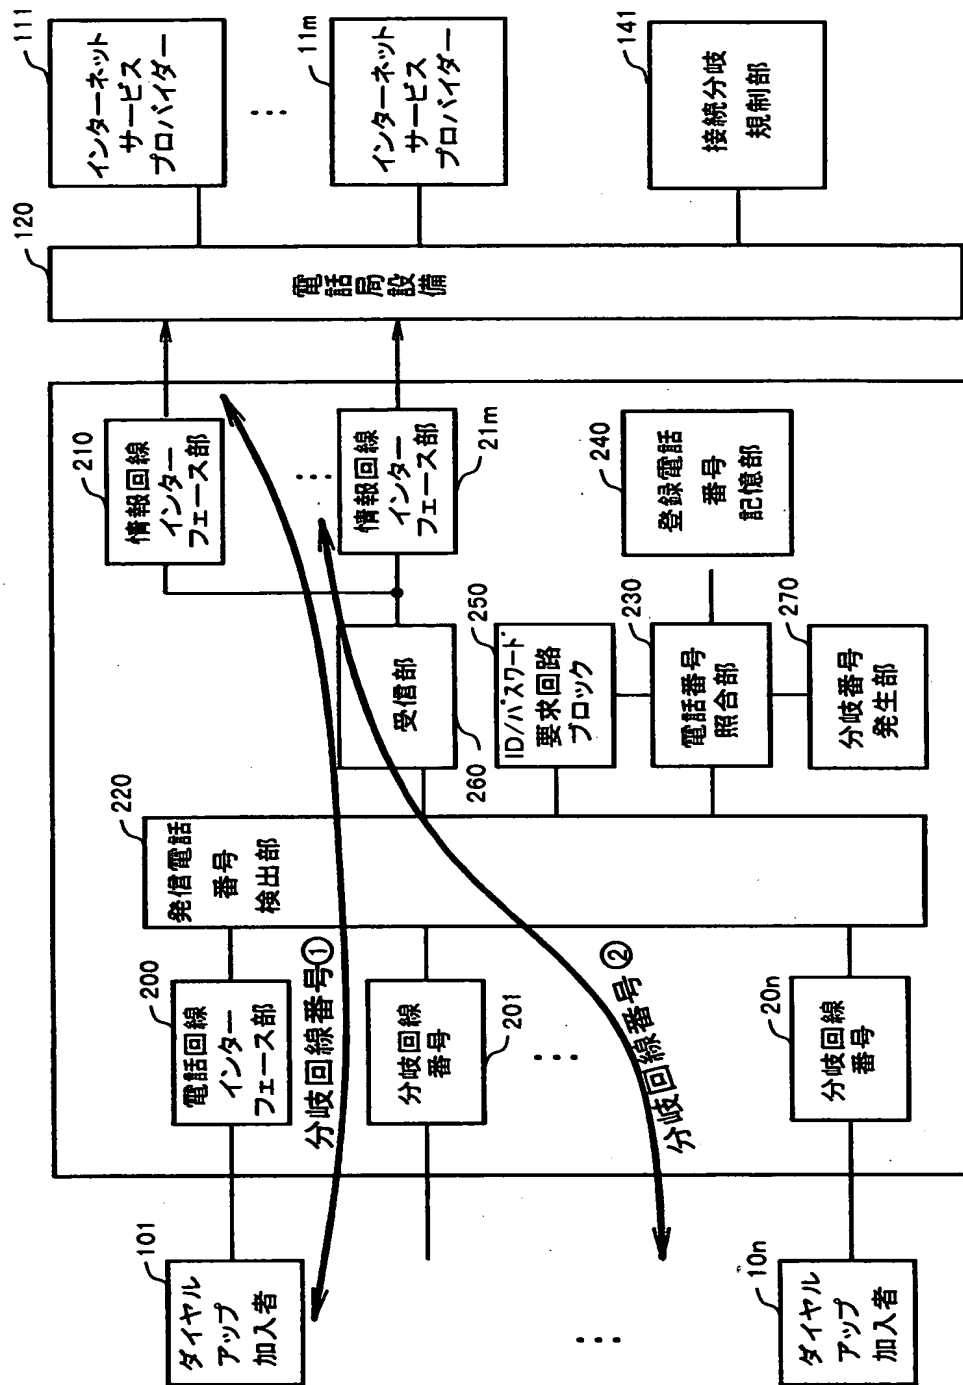 101
ダイヤル
アップ
加入者
10n
ダイヤル
アップ
加入者
200
電話回線
インター
フェース部
分岐回線番号①
分岐回線
番号
201
分岐回線番号②
20n
分岐回線
番号
220
発信電話
番号
検出部
260
受信部
250
ID/パスワード
要求回路
ブロック
230
電話番号
照合部
270
分岐番号
発生部
210
情報回線
インター
フェース部
情報回線
インター
フェース部
21m
240
登録電話
番号
記憶部
120
電話局設備
111
インターネット
サービス
プロバイダー
11m
インターネット
サービス
プロバイダー
141
接続分岐
規制部